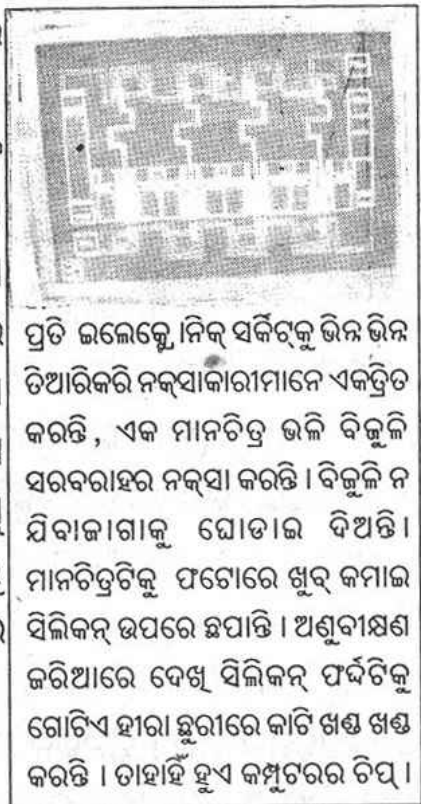 ପ୍ରତି ଇଲେକ୍ଟ୍ରୋନିକ୍ ସର୍କିଟ୍‌କୁ ଭିନ୍ନ ଭିନ୍ନ
ତିଆରିକରି ନକ୍‌ସାକାରୀମାନେ ଏକତ୍ରିତ
କରନ୍ତି, ଏକ ମାନଚିତ୍ର ଭଳି ବିଜୁଳି
ସରବରାହର ନକ୍‌ସା କରନ୍ତି । ବିଜୁଳି ନ
ଯିବାଜାଗାକୁ ଘୋଡାଇ ଦିଅନ୍ତି ।
ମାନଚିତ୍ରଟିକୁ ଫଟୋରେ ଖୁବ୍ କମାଇ
ସିଲିକନ୍ ଉପରେ ଛପାନ୍ତି । ଅଣୁବୀକ୍ଷଣ
ଜରିଆରେ ଦେଖି ସିଲିକନ୍ ଫର୍ଦ୍ଦଟିକୁ
ଗୋଟିଏ ହୀରା ଛୁରୀରେ କାଟି ଖଣ୍ଡ ଖଣ୍ଡ
କରନ୍ତି । ତାହାହିଁ ହୁଏ କମ୍ପୁଟରର ଚିପ୍ ।